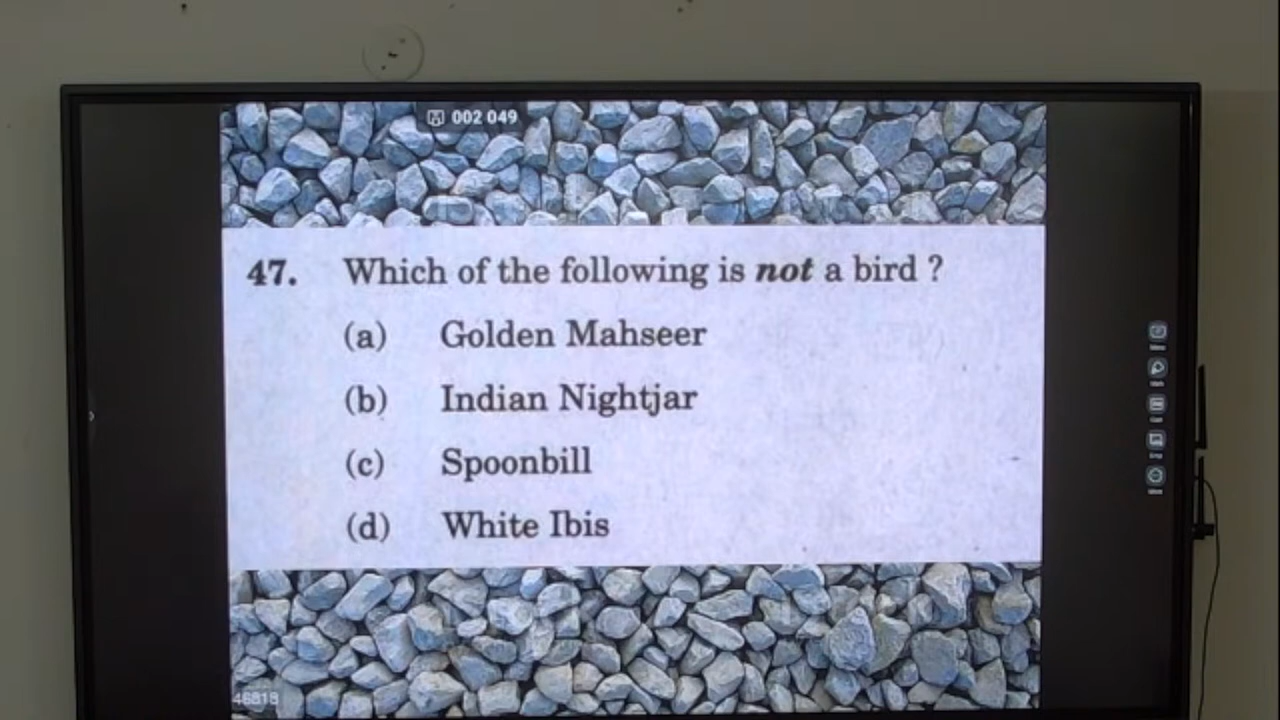 002 049
47. Which of the following is not a bird ?
(a) Golden Mahseer
(b) Indian Nightjar
(c) Spoonbill
(d) White Ibis
46818